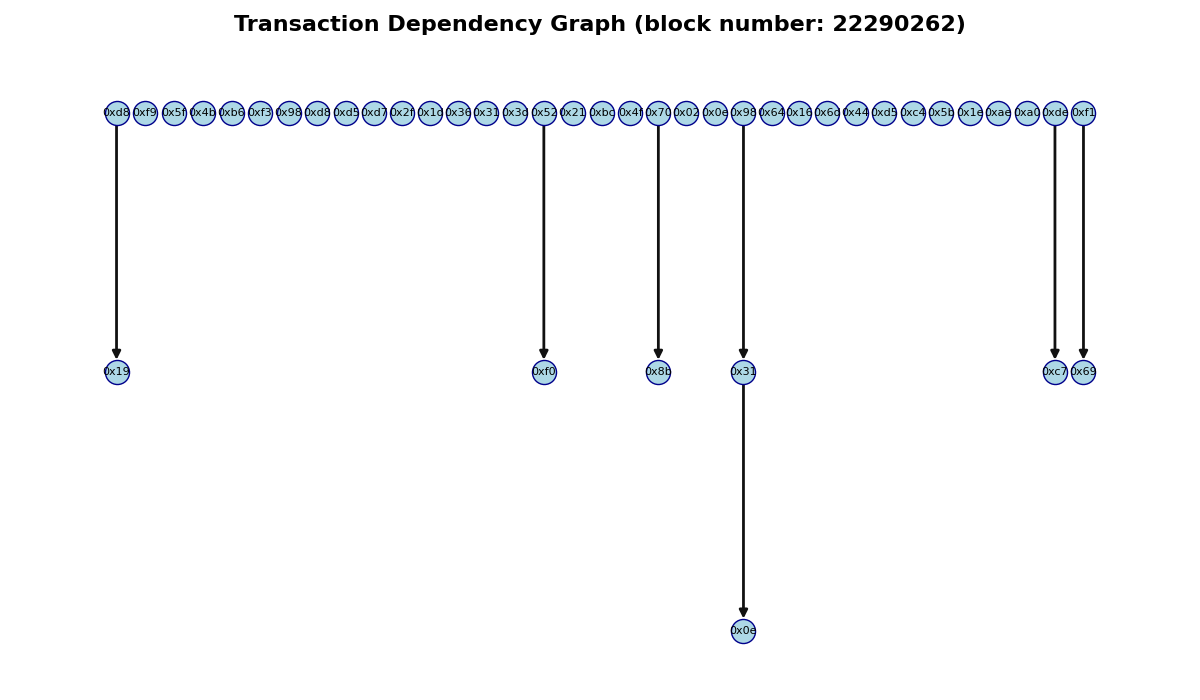 Transaction Dependency Graph (block number: 22290262)
0xd8 0xf9 0x5f 0x4b 0xb6 0xf3 0x98 0xd8 0xd5 0xd7 0x2f 0x1d 0x36 0x31 0x3d 0x52 0x21 0xbc 0x4f 0x70 0x02 0x0e 0x98 0x64 0x16 0x6d 0x44 0xd5 0xc4 0x5b 0x1e 0xae 0xa0 0xde 0xf1
0x19 0xf0 0x8b 0x31 0xc7 0x69
0x0e